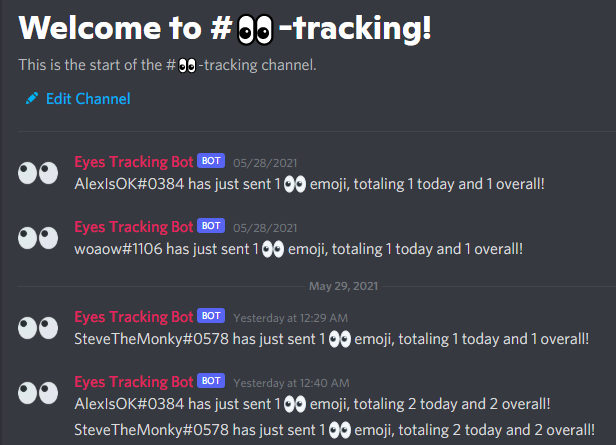 Welcome to #👀-tracking!
This is the start of the #👀-tracking channel.
Edit Channel
Eyes Tracking Bot BOT 05/28/2021
AlexIsOK#0384 has just sent 1 👀 emoji, totaling 1 today and 1 overall!
Eyes Tracking Bot BOT 05/28/2021
woaow#1106 has just sent 1 👀 emoji, totaling 1 today and 1 overall!
May 29, 2021
Eyes Tracking Bot BOT Yesterday at 12:29 AM
SteveTheMonky#0578 has just sent 1 👀 emoji, totaling 1 today and 1 overall!
Eyes Tracking Bot BOT Yesterday at 12:40 AM
AlexIsOK#0384 has just sent 1 👀 emoji, totaling 2 today and 2 overall!
SteveTheMonky#0578 has just sent 1 👀 emoji, totaling 2 today and 2 overall!